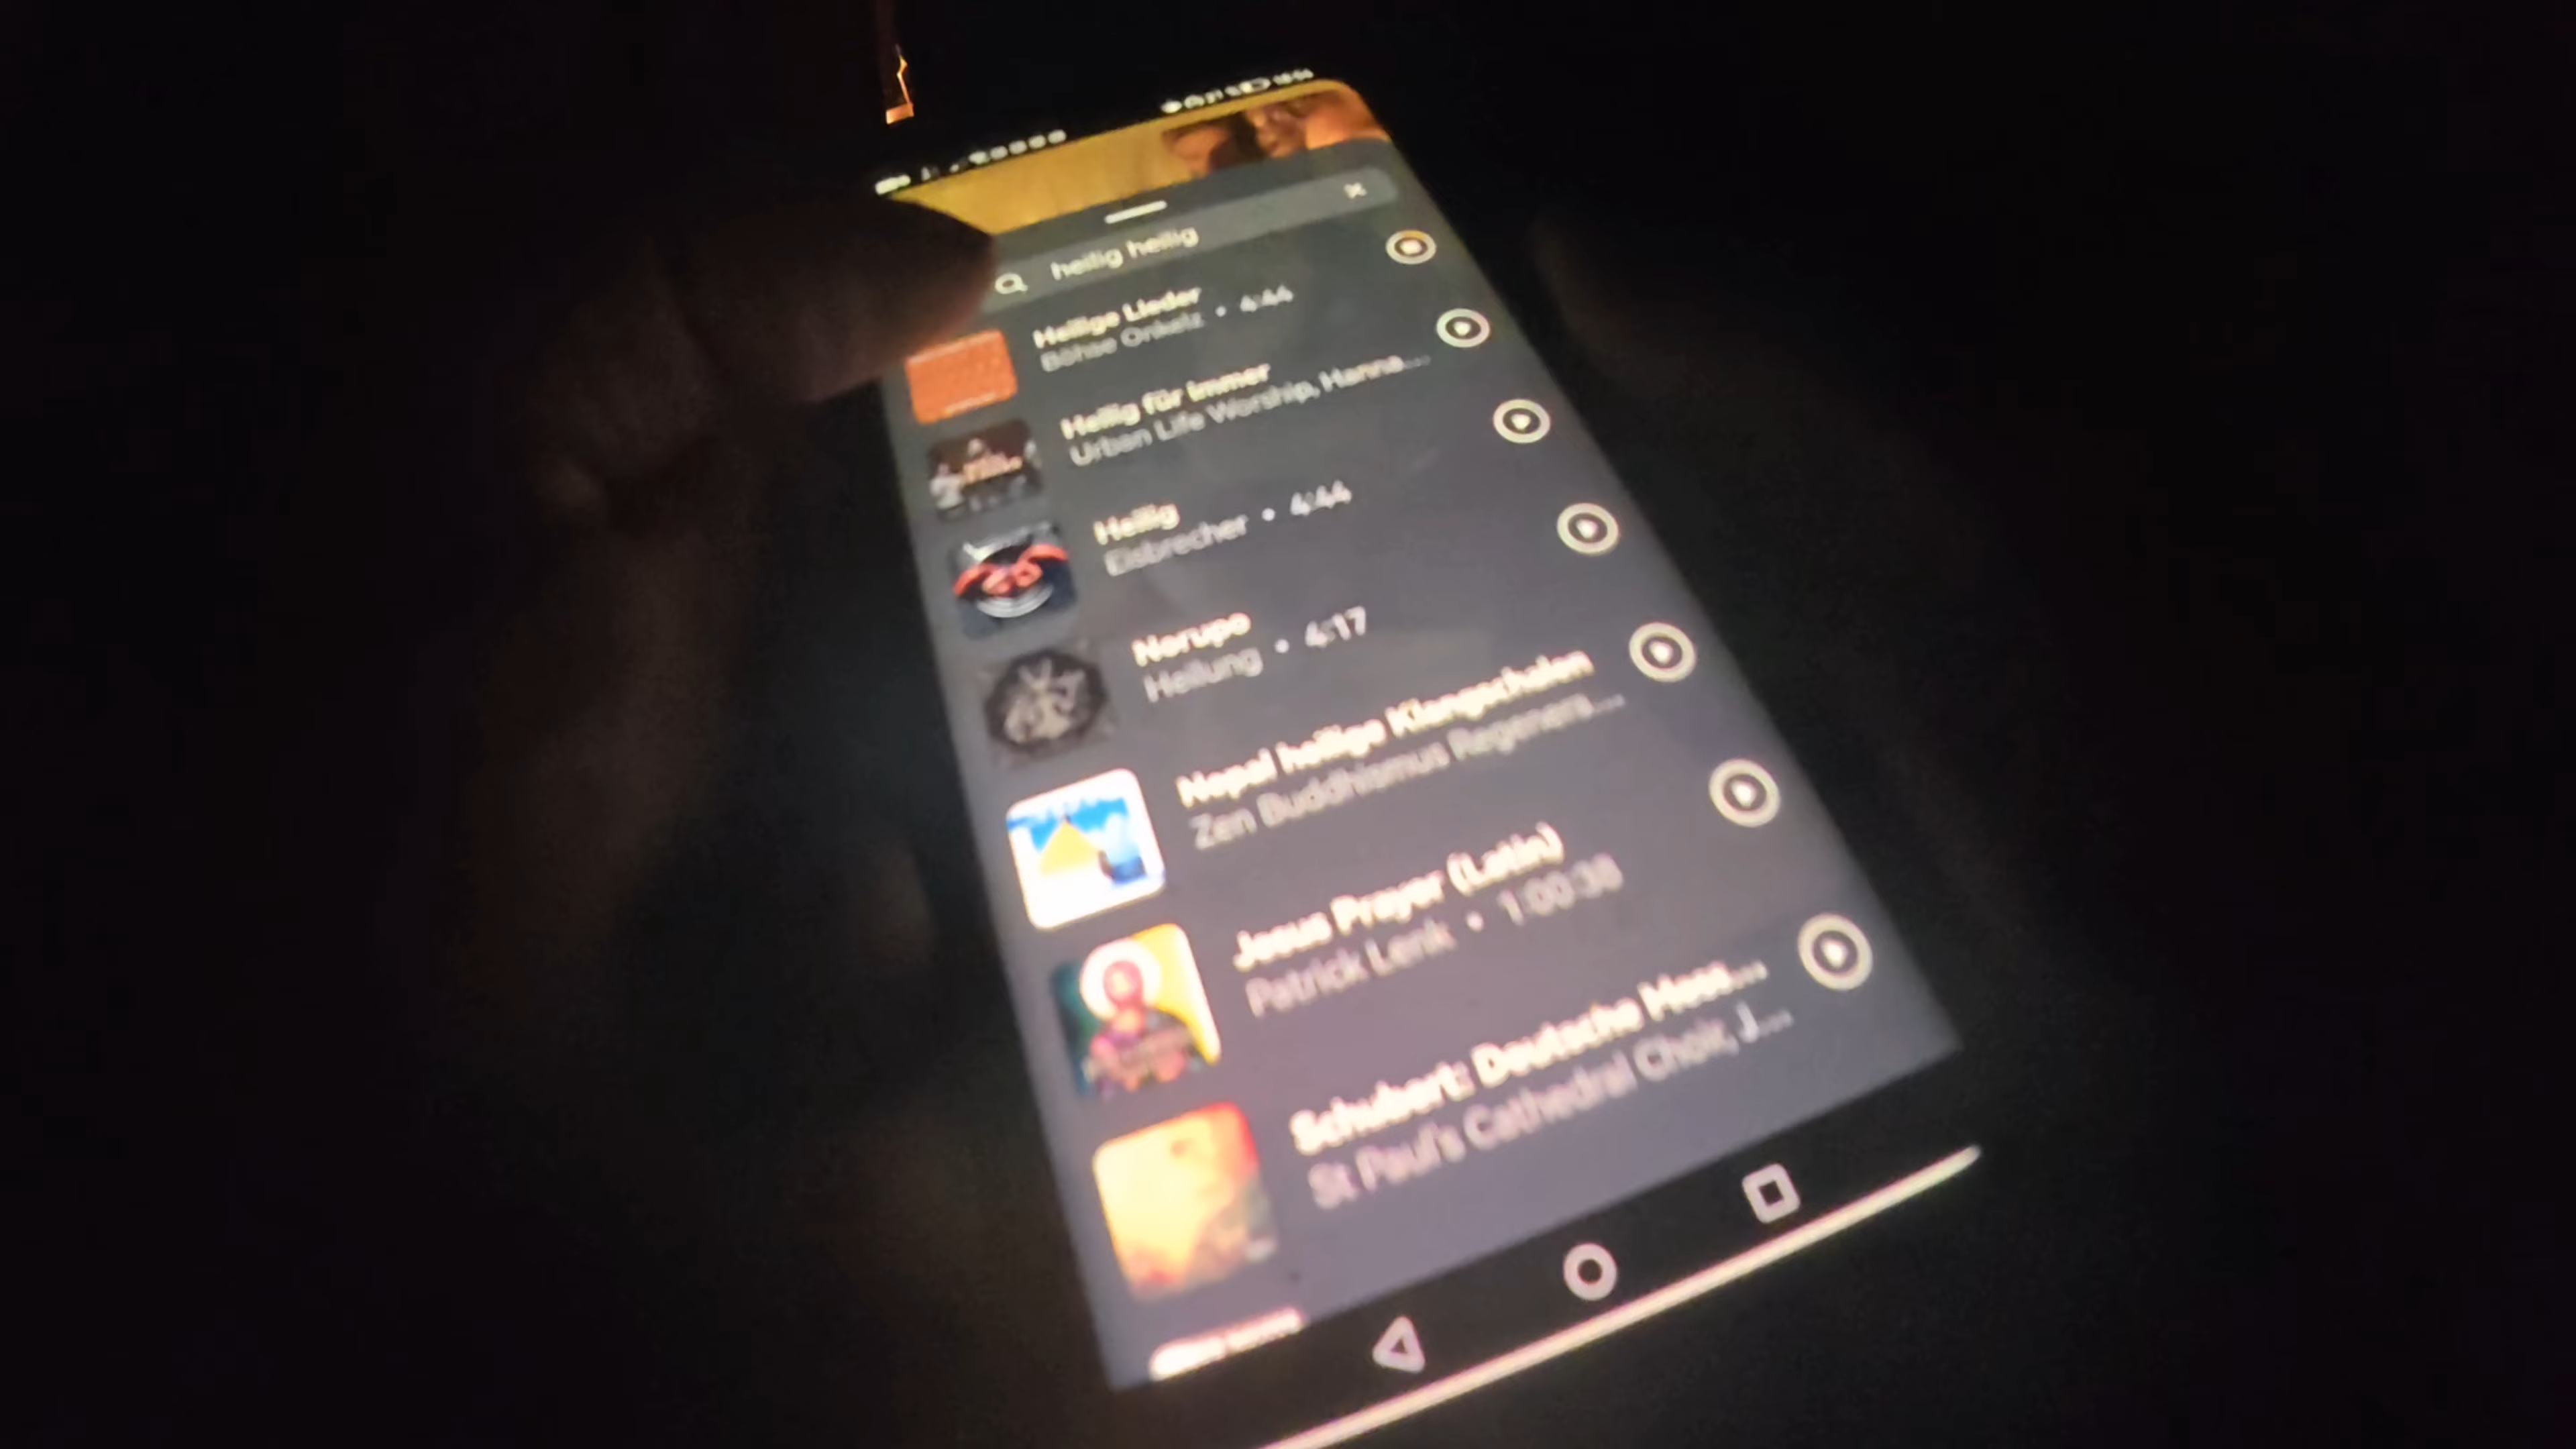 heilig heilig
Heilige Lieder
Böhse Onkelz • 4:44
Heilig für immer
Urban Life Worship, Hanna...
Heilig
Eisbrecher • 4:44
Norupo
Heilung • 4:17
Nepal heilige Klangschalen
Zen Buddhismus Regenera...
Jesus Prayer (Latin)
Patrick Lenk • 1:00:38
Schubert: Deutsche Mess...
St Paul's Cathedral Choir, J...